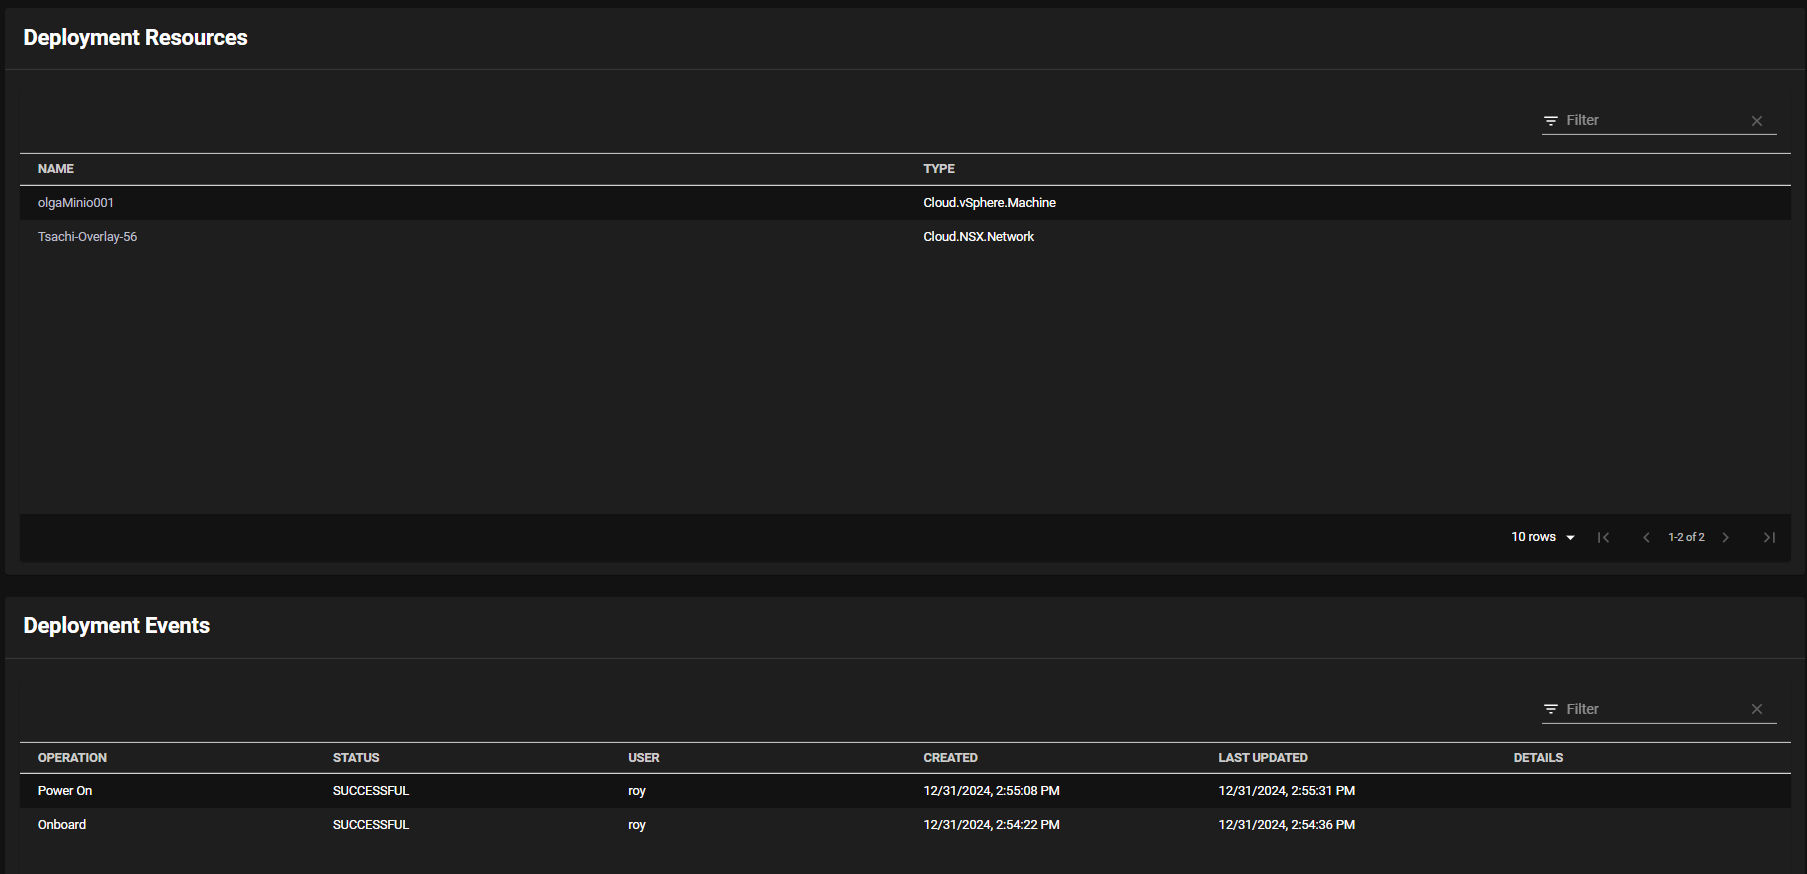 Deployment Resources
Filter
NAME TYPE
olgaMinio001 Cloud.vSphere.Machine
Tsachi-Overlay-56 Cloud.NSX.Network
10 rows 1-2 of 2
Deployment Events
Filter
OPERATION STATUS USER CREATED LAST UPDATED DETAILS
Power On SUCCESSFUL roy 12/31/2024, 2:55:08 PM 12/31/2024, 2:55:31 PM
Onboard SUCCESSFUL roy 12/31/2024, 2:54:22 PM 12/31/2024, 2:54:36 PM